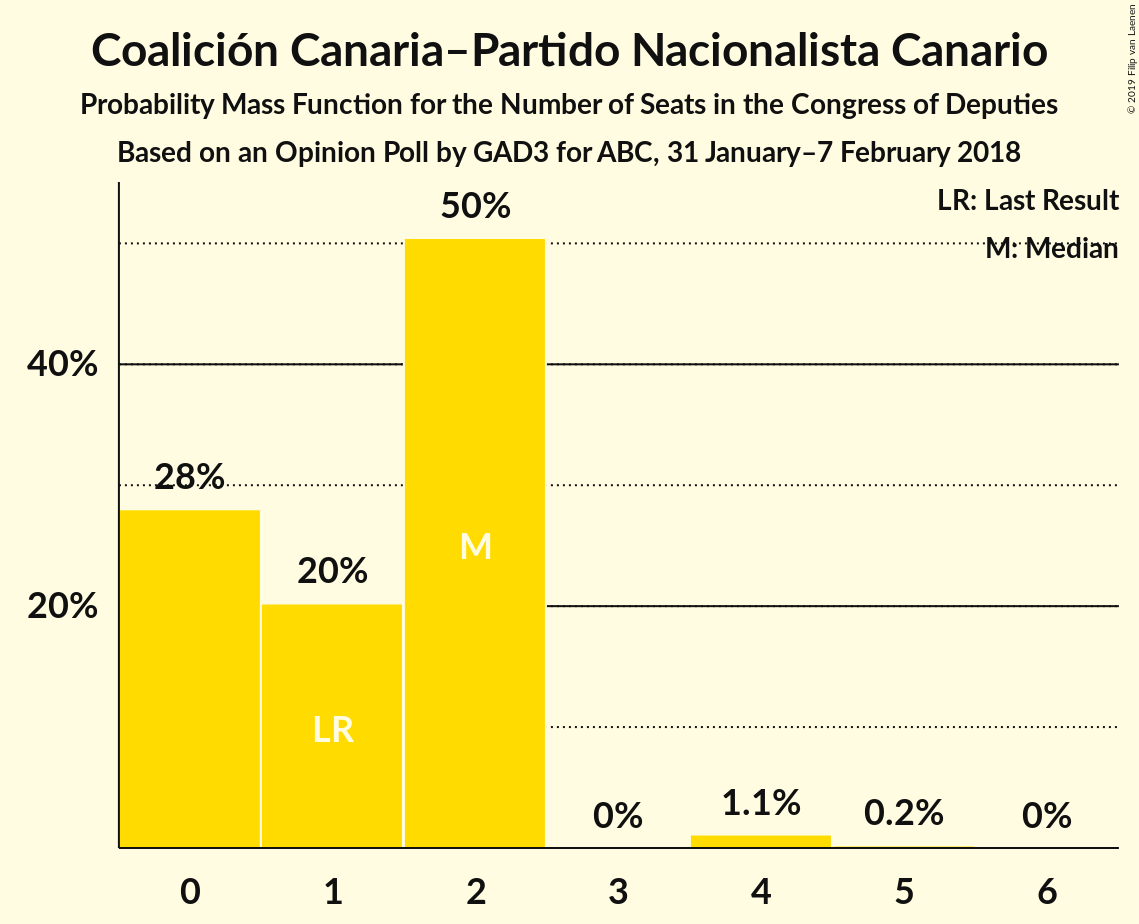 Coalición Canaria–Partido Nacionalista Canario
Probability Mass Function for the Number of Seats in the Congress of Deputies
Based on an Opinion Poll by GAD3 for ABC, 31 January–7 February 2018
© 2019 Filip van Laenen
LR: Last Result
M: Median
50%
40%
28%
20%
20%
M
LR
0%
1.1%
0.2%
0%
0 1 2 3 4 5 6